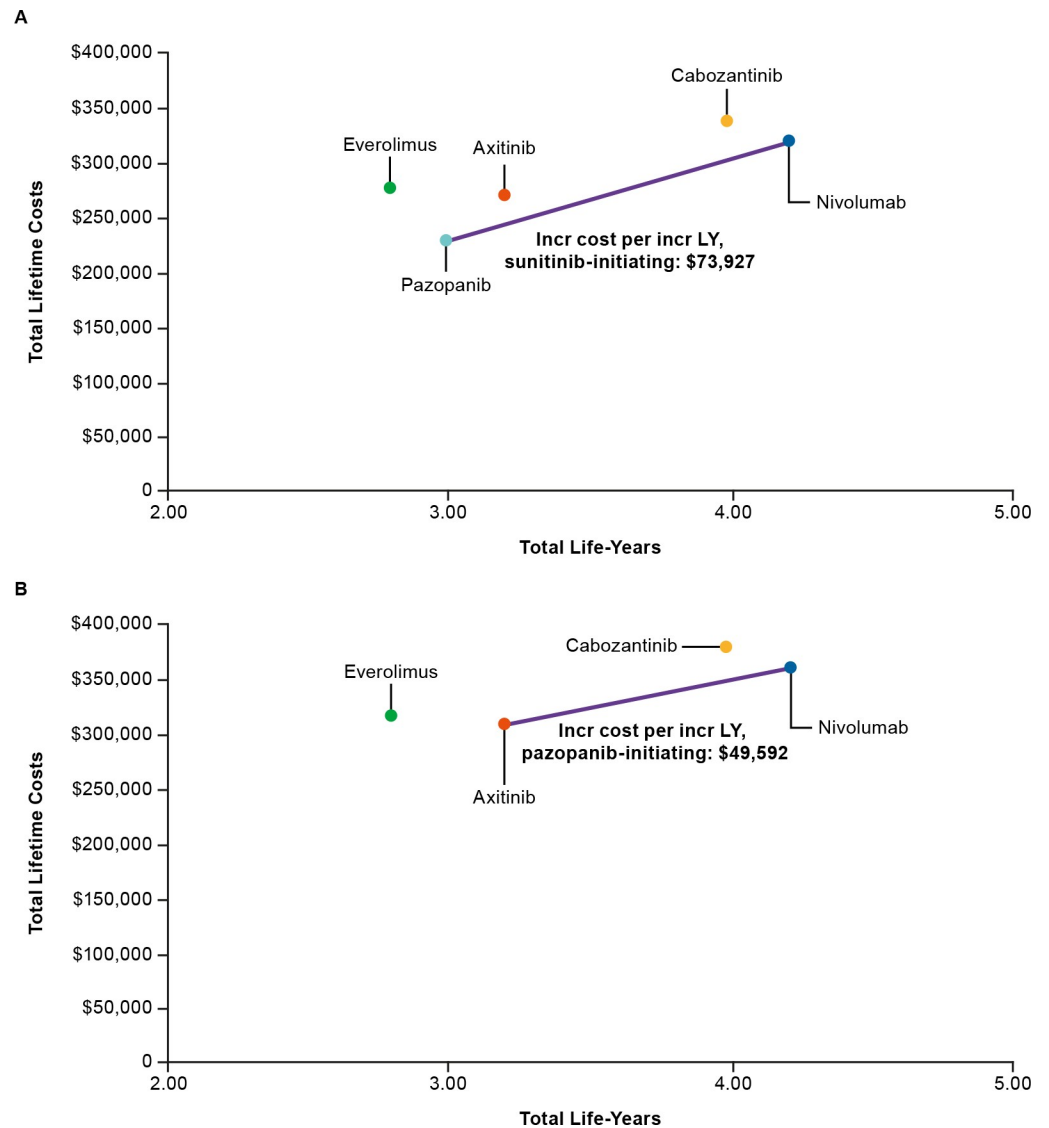 A
$400,000
Cabozantinib
$350,000
Everolimus
Axitinib
$300,000
Nivolumab
$250,000
Incr cost per incr LY,
sunitinib-initiating: $73,927
$200,000
Pazopanib
$150,000
$100,000
$50,000
0
Total Lifetime Costs
2.00 3.00 4.00 5.00
Total Life-Years
B
$400,000
Cabozantinib
Everolimus
$350,000
$300,000
Nivolumab
Incr cost per incr LY,
pazopanib-initiating: $49,592
$250,000
Axitinib
$200,000
$150,000
$100,000
$50,000
0
Total Lifetime Costs
2.00 3.00 4.00 5.00
Total Life-Years